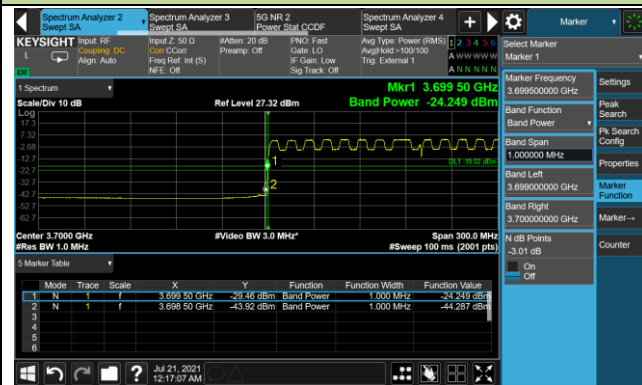 Spectrum Analyzer 2
Swept SA
Spectrum Analyzer 3
Swept SA
5G NR 2
Power Stat CCDF
Spectrum Analyzer 4
Swept SA
Marker
KEYSIGHT
L
Input: RF
Coupling: DC
Align: Auto
Input Z: 50 Ω
Corr CCorr
Freq Ref: Int (S)
NFE: Off
#Atten: 20 dB
Preamp: Off
PNO: Fast
Gate: LO
IF Gain: Low
Sig Track: Off
Avg Type: Power (RMS)
Avg|Hold:>100/100
Trig: External 1
1 2 3 4 5 6
A W W W W W
A N N N N N
Select Marker
Marker 1
1 Spectrum
Scale/Div 10 dB
Ref Level 27.32 dBm
Mkr1 3.699 50 GHz
Band Power -24.249 dBm
Log
17.3
7.32
-2.68
-12.7
-22.7
-32.7
-42.7
-52.7
-62.7
1
2
DL1 -19.02 dBm
Center 3.7000 GHz
#Res BW 1.0 MHz
#Video BW 3.0 MHz*
Span 300.0 MHz
#Sweep 100 ms (2001 pts)
5 Marker Table
Mode Trace Scale X Y Function Function Width Function Value
1 N 1 f 3.699 50 GHz -29.46 dBm Band Power 1.000 MHz -24.249 dBm
2 N 1 f 3.698 50 GHz -43.92 dBm Band Power 1.000 MHz -44.287 dBm
3
4
5
6
Marker Frequency
3.699500000 GHz
Band Function
Band Power
Band Span
1.000000 MHz
Band Left
3.699000000 GHz
Band Right
3.700000000 GHz
N dB Points
-3.01 dB
On
Off
Settings
Peak Search
Pk Search Config
Properties
Marker Function
Marker→
Counter
Jul 21, 2021
12:17:07 AM